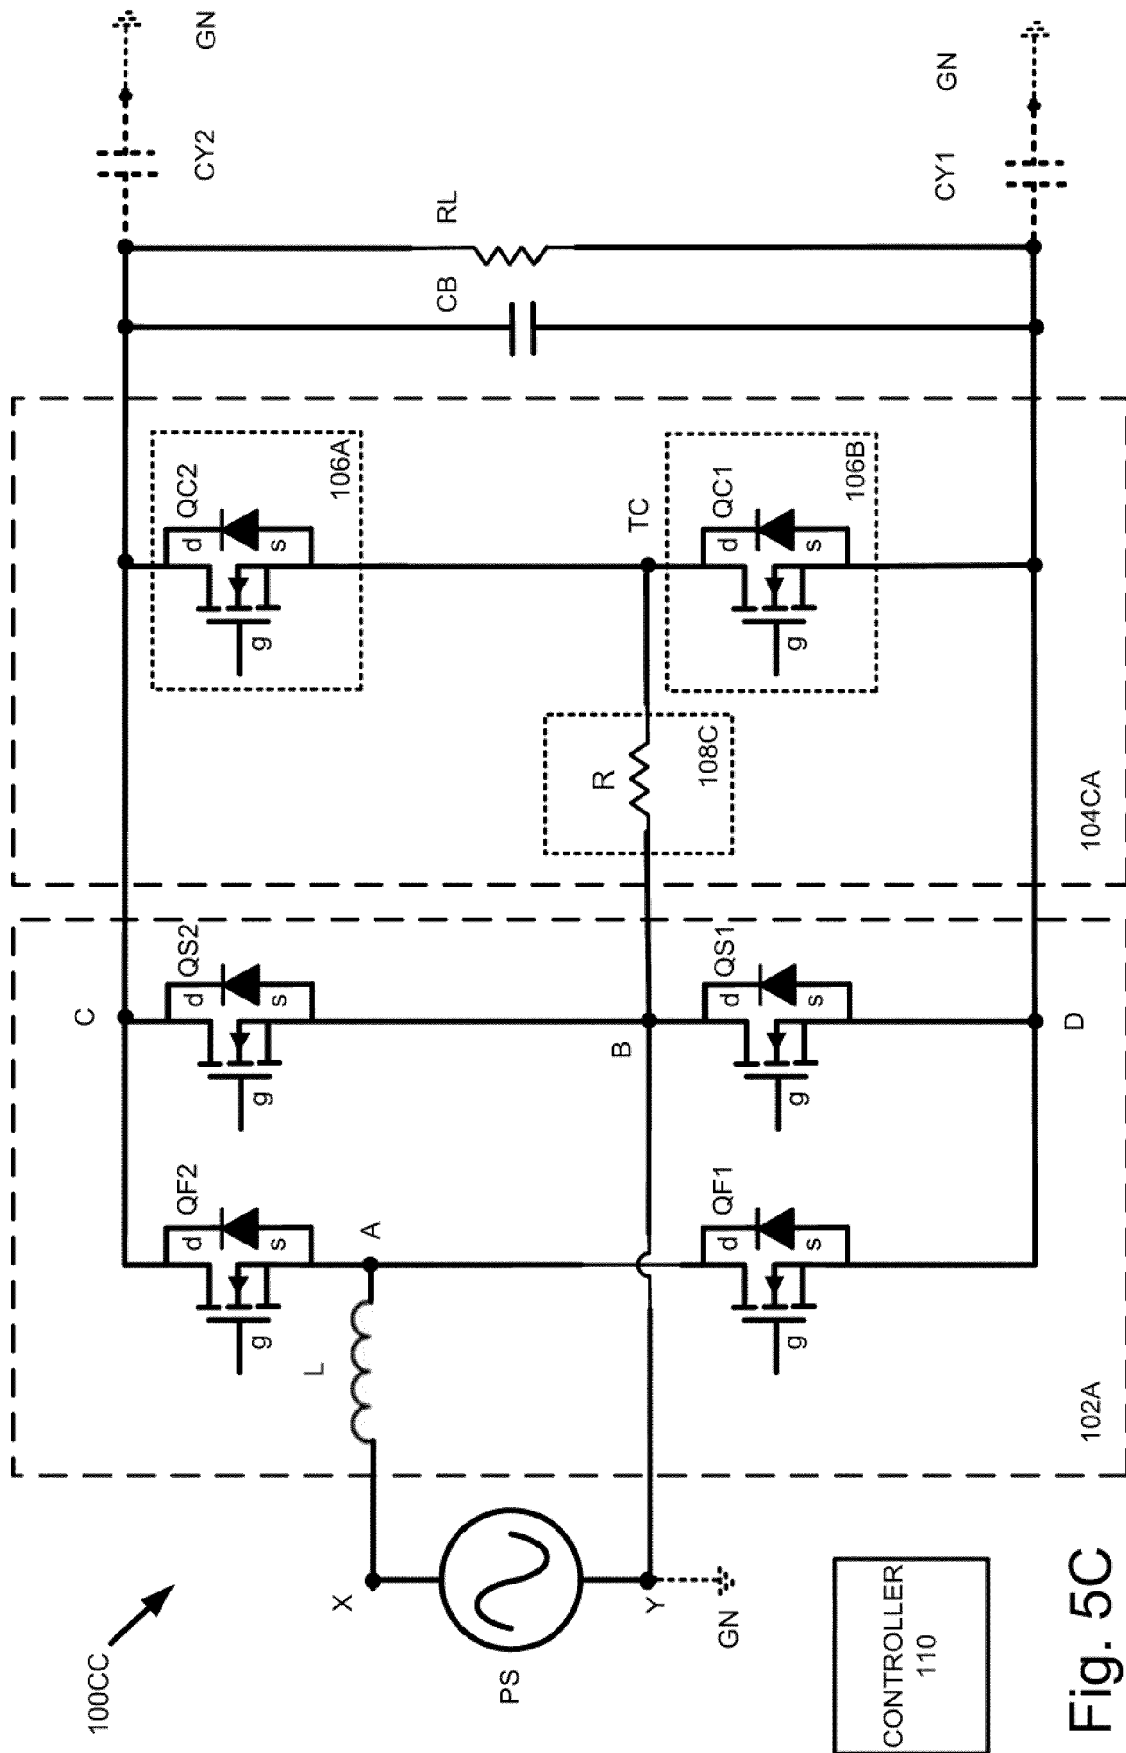 100CC
PS
X
Y
GN
L
A
QF2
d
s
g
QF1
d
s
g
C
B
D
QS2
d
s
g
QS1
d
s
g
102A
R
108C
TC
QC2
d
s
g
106A
QC1
d
s
g
106B
104CA
CB
RL
CY2
GN
CY1
GN
CONTROLLER
110
Fig. 5C